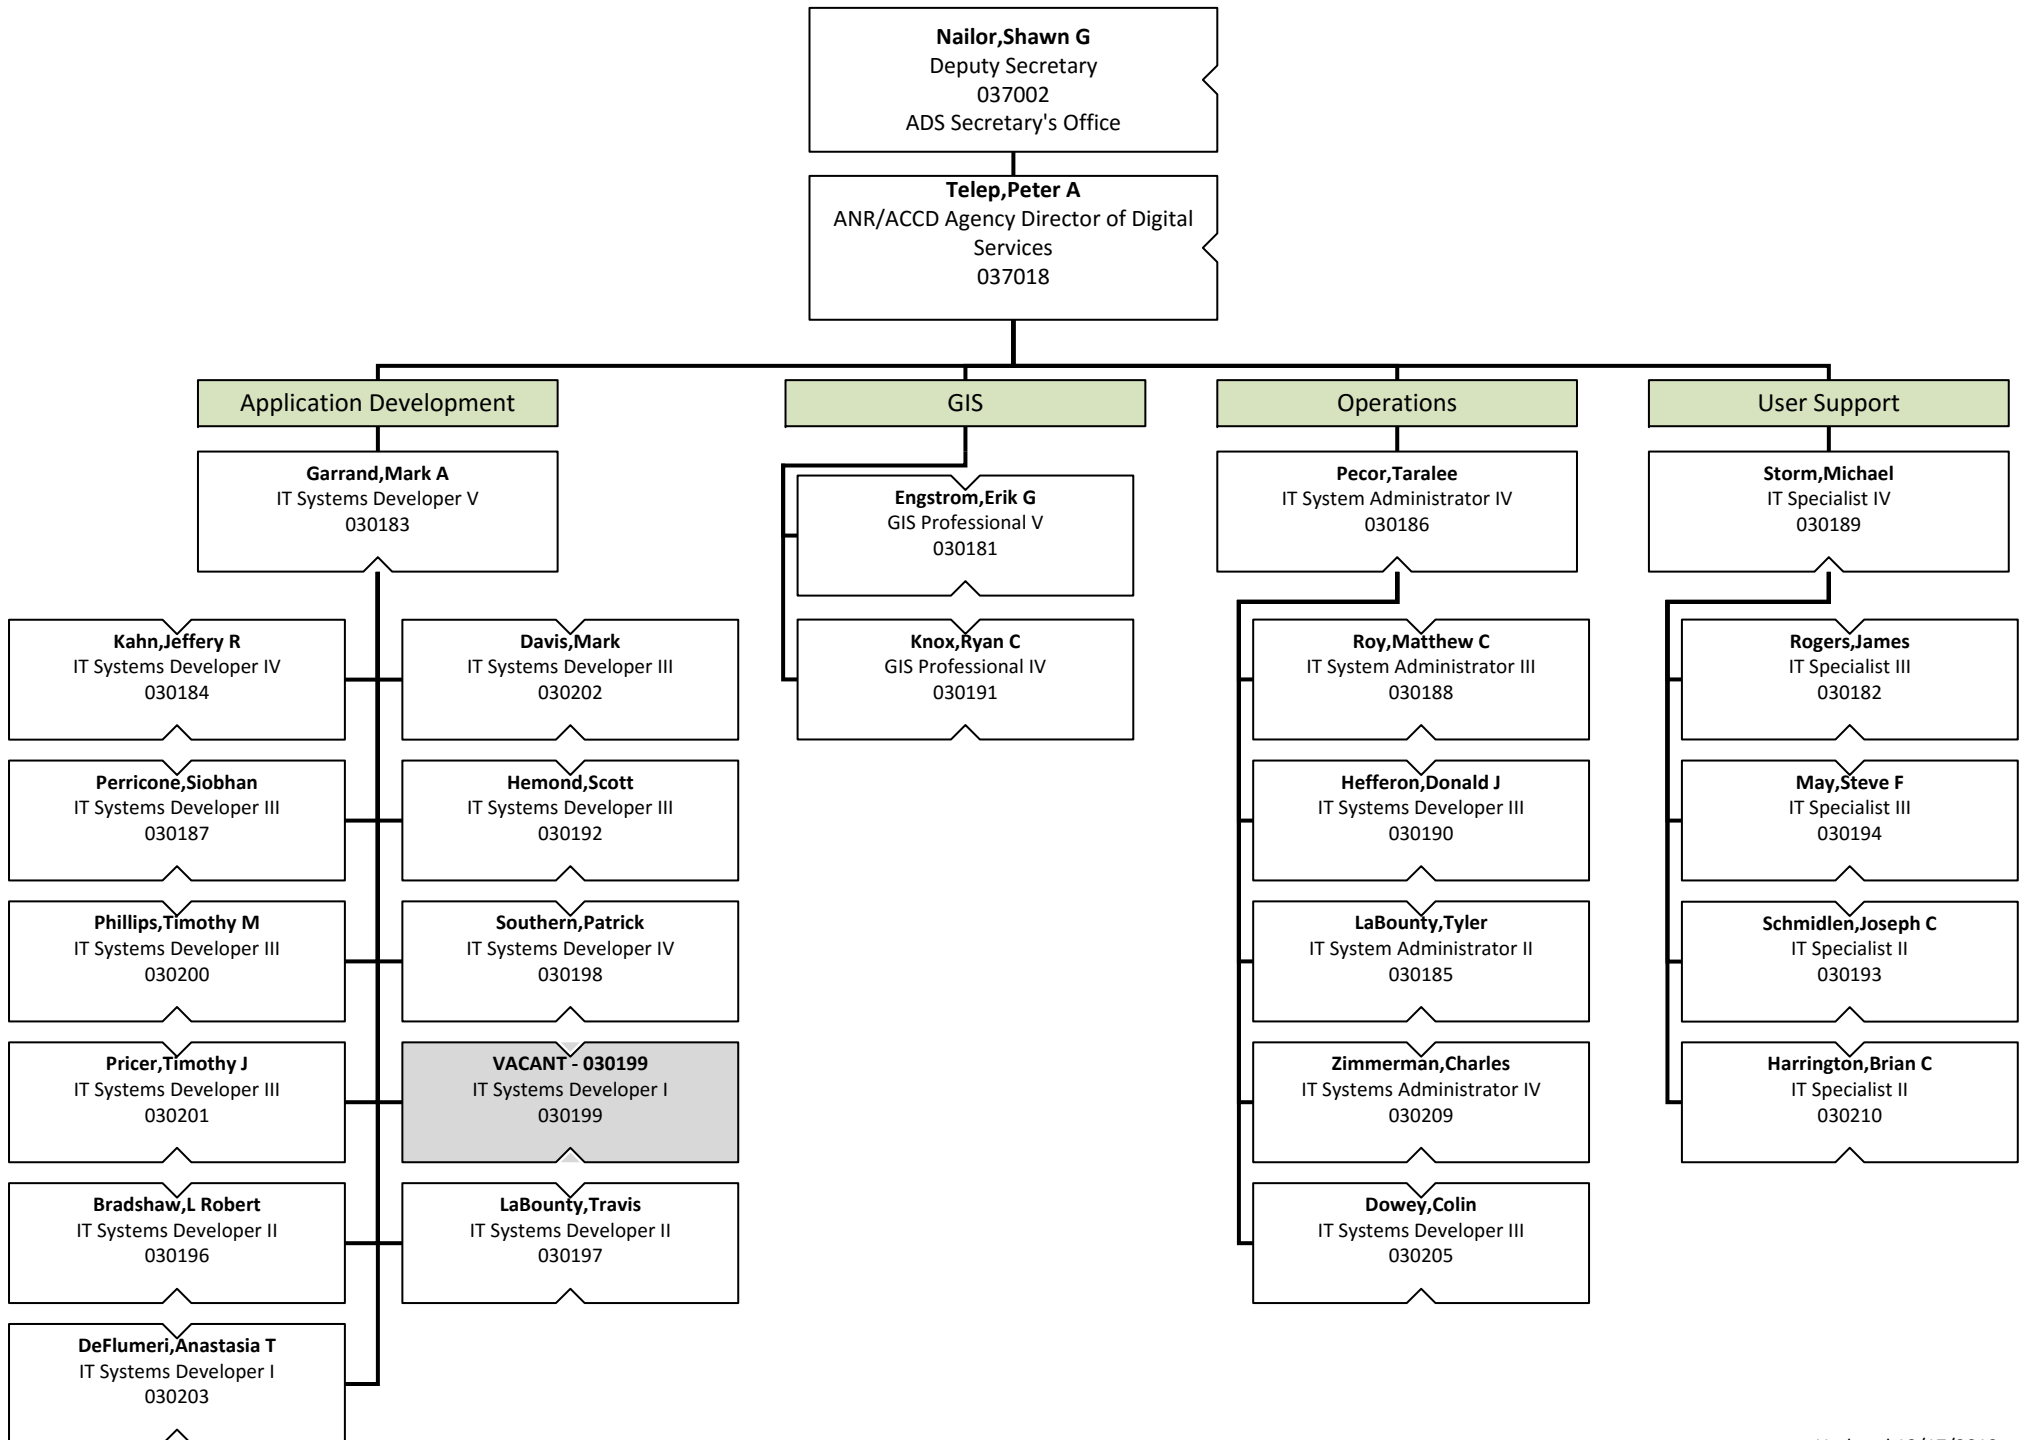 Nailor,Shawn G
Deputy Secretary
037002
ADS Secretary's Office
Telep,Peter A
ANR/ACCD Agency Director of Digital
Services
037018
Application Development
Garrand,Mark A
IT Systems Developer V
030183
Kahn,Jeffery R
IT Systems Developer IV
030184
Davis,Mark
IT Systems Developer III
030202
Perricone,Siobhan
IT Systems Developer III
030187
Hemond,Scott
IT Systems Developer III
030192
Phillips,Timothy M
IT Systems Developer III
030200
Southern,Patrick
IT Systems Developer IV
030198
Pricer,Timothy J
IT Systems Developer III
030201
VACANT - 030199
IT Systems Developer I
030199
Bradshaw,L Robert
IT Systems Developer II
030196
LaBounty,Travis
IT Systems Developer II
030197
DeFlumeri,Anastasia T
IT Systems Developer I
030203
GIS
Engstrom,Erik G
GIS Professional V
030181
Knox,Ryan C
GIS Professional IV
030191
Operations
Pecor,Taralee
IT System Administrator IV
030186
Roy,Matthew C
IT System Administrator III
030188
Hefferon,Donald J
IT Systems Developer III
030190
LaBounty,Tyler
IT System Administrator II
030185
Zimmerman,Charles
IT Systems Administrator IV
030209
Dowey,Colin
IT Systems Developer III
030205
User Support
Storm,Michael
IT Specialist IV
030189
Rogers,James
IT Specialist III
030182
May,Steve F
IT Specialist III
030194
Schmidlen,Joseph C
IT Specialist II
030193
Harrington,Brian C
IT Specialist II
030210